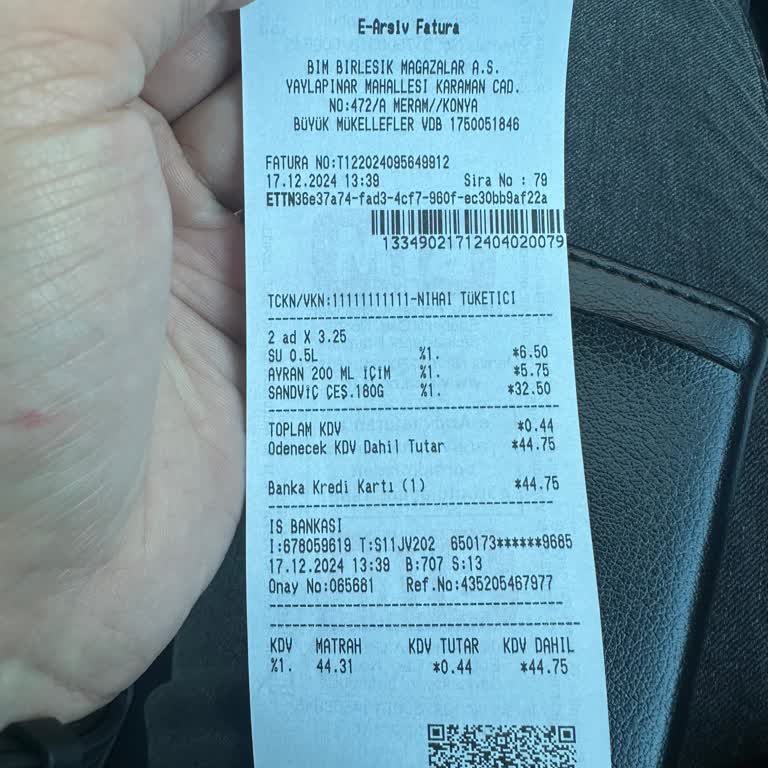 E-Arsiv Fatura
BIM BIRLESIK MAGAZALAR A.S.
YAYLAPINAR MAHALLESI KARAMAN CAD.
NO:472/A MERAM//KONYA
BÜYÜK MÜKELLEFLER VDB 1750051846
FATURA NO:T122024095649912
17.12.2024 13:39 Sira No : 79
ETTN36e37a74-fad3-4cf7-960f-ec30bb9af22a
13349021712404020079
TCKN/VKN:11111111111-NIHAI TÜKETICI
2 ad X 3.25
SU 0.5L %1. *6.50
AYRAN 200 ML İÇİM %1. *5.75
SANDVİÇ ÇEŞ.180G %1. *32.50
TOPLAM KDV *0.44
Odenecek KDV Dahil Tutar *44.75
Banka Kredi Kartı (1) *44.75
IS BANKASI
I:678059619 T:S11JV202 650173******9685
17.12.2024 13:39 B:707 S:13
Onay No:065681 Ref.No:435205467977
KDV MATRAH KDV TUTAR KDV DAHIL
%1. 44.31 *0.44 *44.75